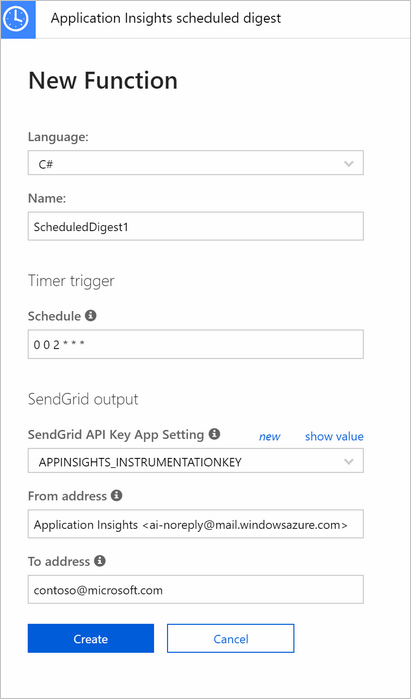 Application Insights scheduled digest
New Function
Language:
C#
Name:
ScheduledDigest1
Timer trigger
Schedule
0 0 2 * * *
SendGrid output
SendGrid API Key App Setting new show value
APPINSIGHTS_INSTRUMENTATIONKEY
From address
Application Insights <ai-noreply@mail.windowsazure.com>
To address
contoso@microsoft.com
Create Cancel